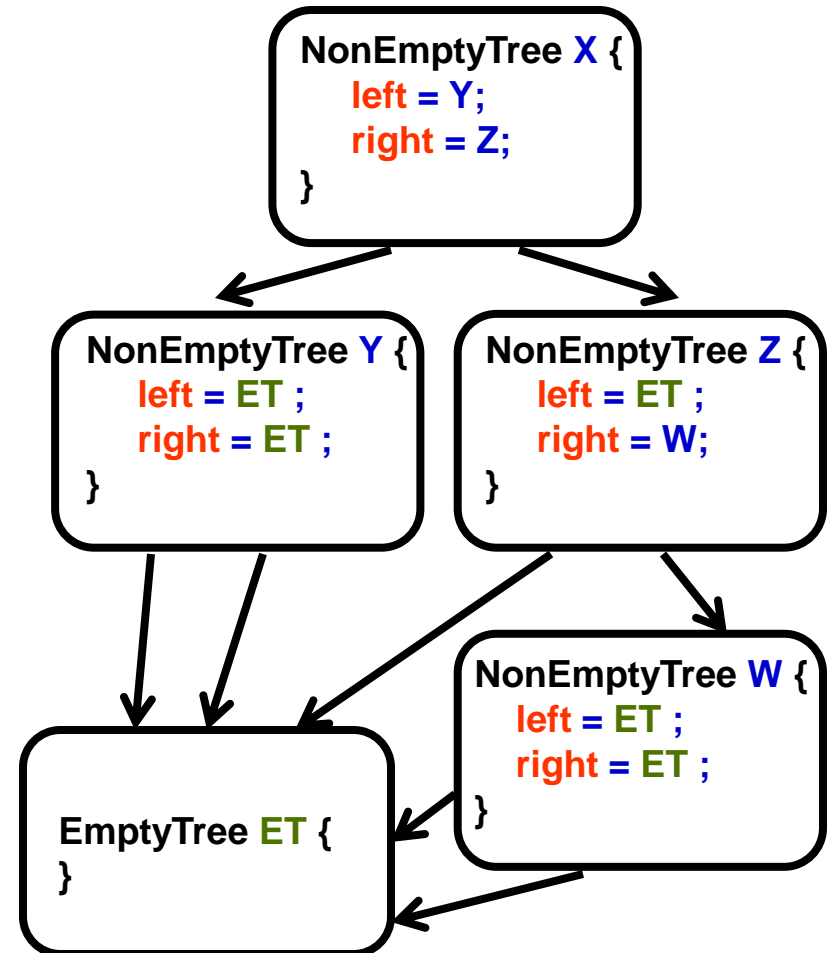 NonEmptyTree X {
left = Y;
right = Z;
}
NonEmptyTree Y {
left = ET ;
right = ET ;
}
NonEmptyTree Z {
left = ET ;
right = W;
}
NonEmptyTree W {
left = ET ;
right = ET ;
}
EmptyTree ET {
}